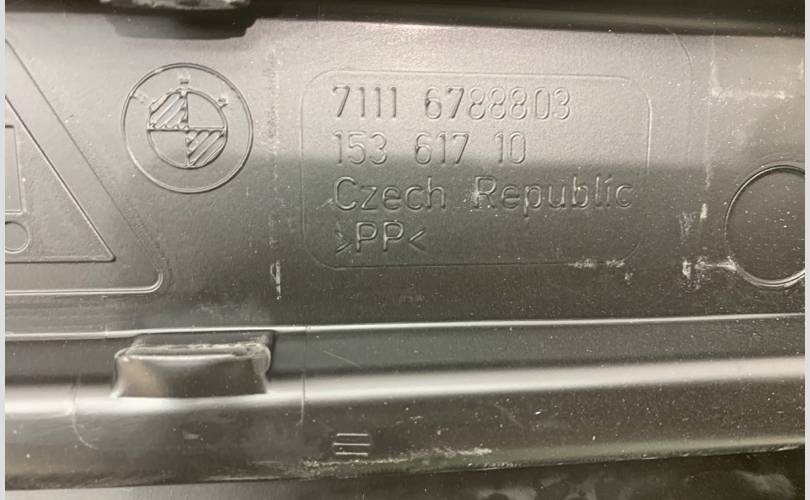 7111 6788803
153 617 10
Czech Republic
>PP<